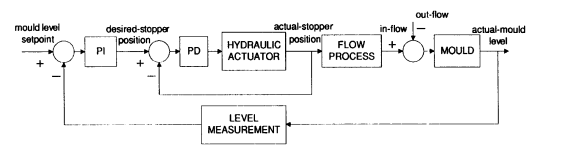 mould level
setpoint
+
−
PI
desired-stopper
position
+
−
PD
HYDRAULIC
ACTUATOR
actual-stopper
position
FLOW
PROCESS
in-flow
+
out-flow
−
MOULD
actual-mould
level
LEVEL
MEASUREMENT